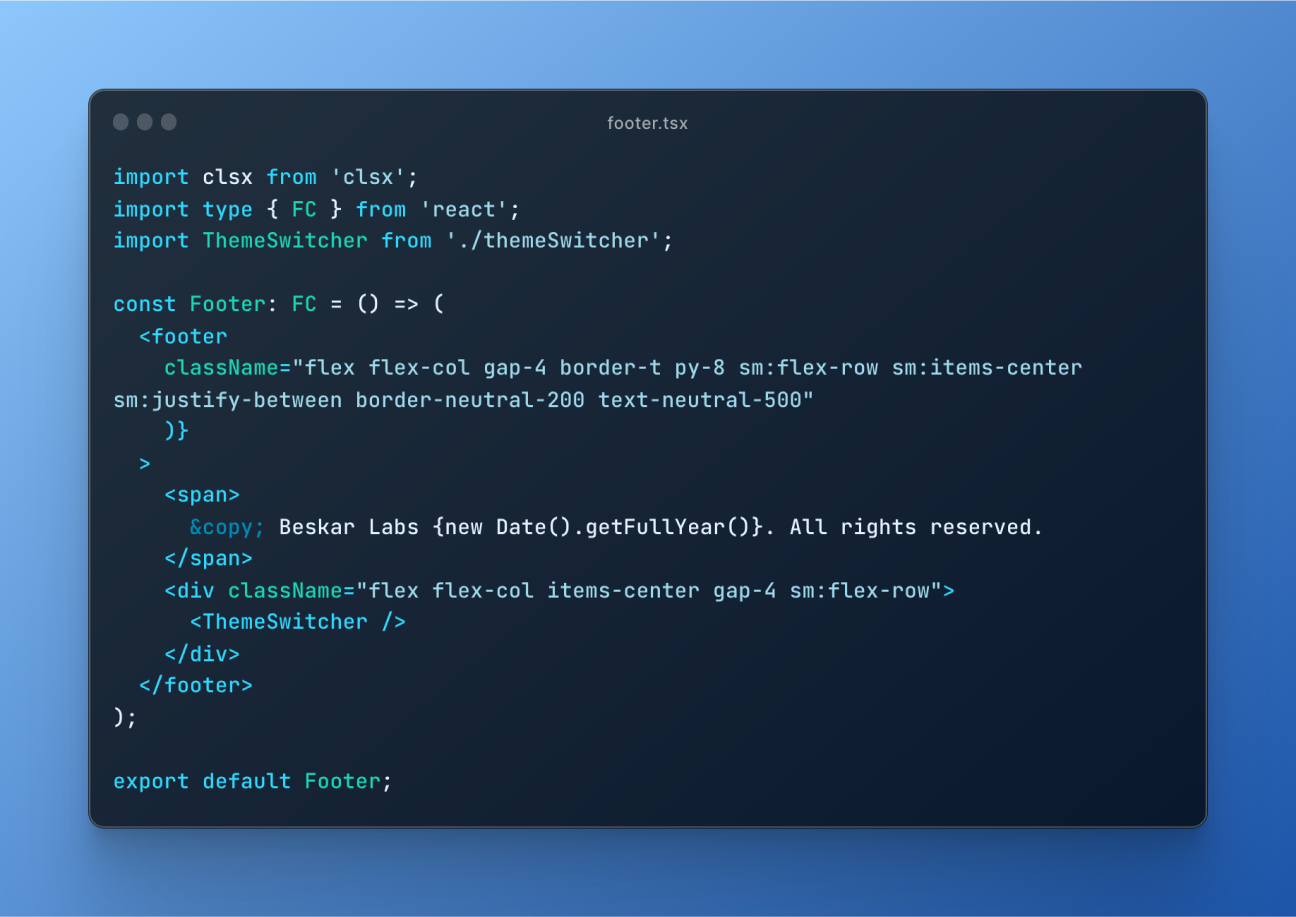 footer.tsx
import clsx from 'clsx';
import type { FC } from 'react';
import ThemeSwitcher from './themeSwitcher';

const Footer: FC = () => (
  <footer
    className="flex flex-col gap-4 border-t py-8 sm:flex-row sm:items-center
sm:justify-between border-neutral-200 text-neutral-500"
    )}
  >
    <span>
      &copy; Beskar Labs {new Date().getFullYear()}. All rights reserved.
    </span>
    <div className="flex flex-col items-center gap-4 sm:flex-row">
      <ThemeSwitcher />
    </div>
  </footer>
);

export default Footer;